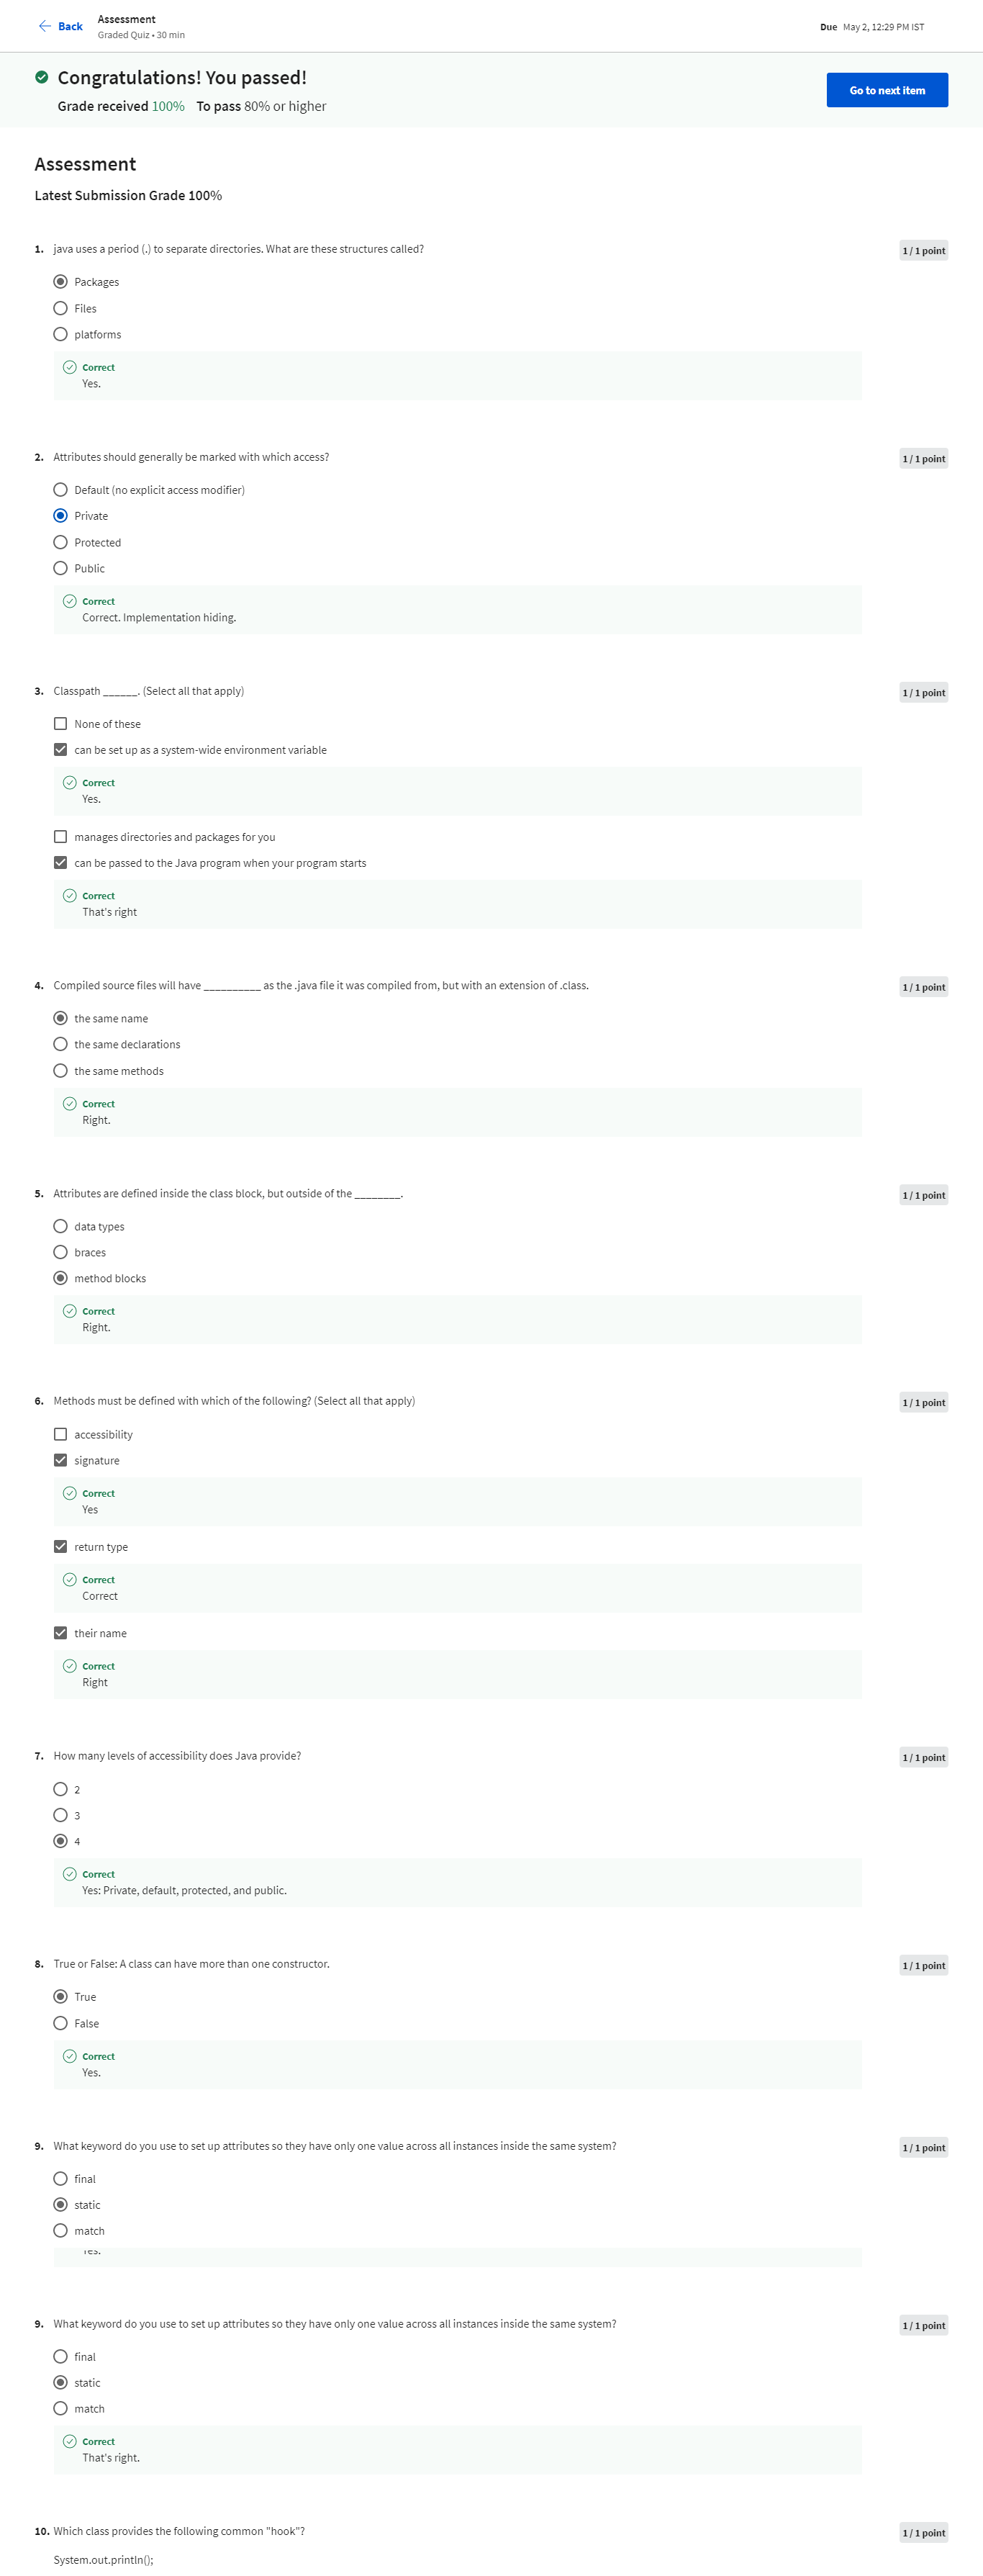 Back
Assessment
Graded Quiz • 30 min
Due May 2, 12:29 PM IST
Congratulations! You passed!
Grade received 100% To pass 80% or higher
Go to next item
Assessment
Latest Submission Grade 100%
1. java uses a period (.) to separate directories. What are these structures called?
1 / 1 point
Packages
Files
platforms
Correct
Yes.
2. Attributes should generally be marked with which access?
1 / 1 point
Default (no explicit access modifier)
Private
Protected
Public
Correct
Correct. Implementation hiding.
3. Classpath ______. (Select all that apply)
1 / 1 point
None of these
can be set up as a system-wide environment variable
Correct
Yes.
manages directories and packages for you
can be passed to the Java program when your program starts
Correct
That's right
4. Compiled source files will have __________ as the .java file it was compiled from, but with an extension of .class.
1 / 1 point
the same name
the same declarations
the same methods
Correct
Right.
5. Attributes are defined inside the class block, but outside of the ________.
1 / 1 point
data types
braces
method blocks
Correct
Right.
6. Methods must be defined with which of the following? (Select all that apply)
1 / 1 point
accessibility
signature
Correct
Yes
return type
Correct
Correct
their name
Correct
Right
7. How many levels of accessibility does Java provide?
1 / 1 point
2
3
4
Correct
Yes: Private, default, protected, and public.
8. True or False: A class can have more than one constructor.
1 / 1 point
True
False
Correct
Yes.
9. What keyword do you use to set up attributes so they have only one value across all instances inside the same system?
1 / 1 point
final
static
match
Yes.
9. What keyword do you use to set up attributes so they have only one value across all instances inside the same system?
1 / 1 point
final
static
match
Correct
That's right.
10. Which class provides the following common "hook"?
1 / 1 point
System.out.println();